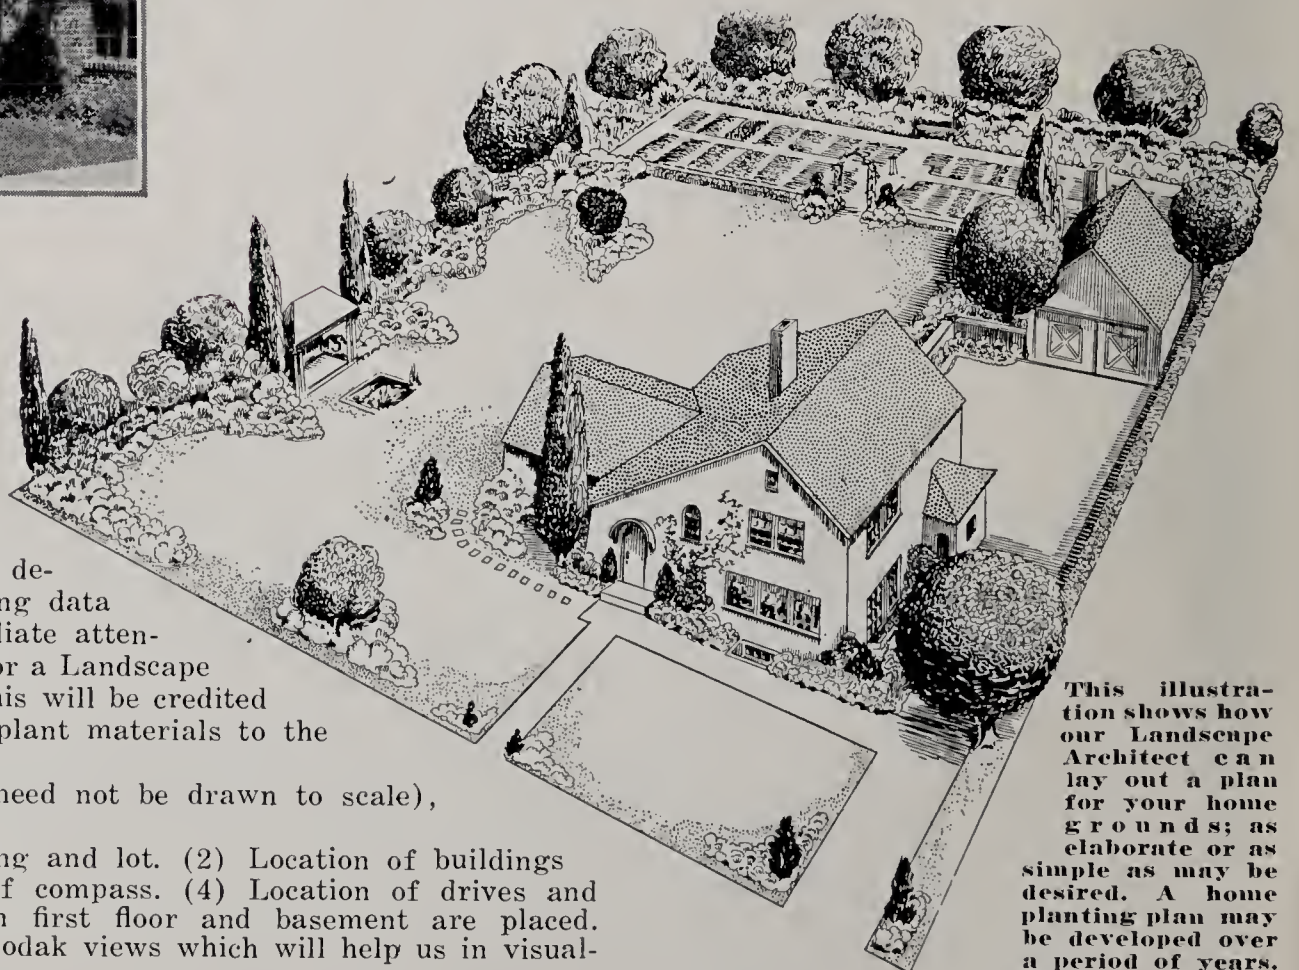 de-
ng data
liate atten-
or a Landscape
his will be credited
plant materials to the
need not be drawn to scale),
ng and lot. (2) Location of buildings
f compass. (4) Location of drives and
n first floor and basement are placed.
odak views which will help us in visual-
This illustra-
tion shows how
our Landscape
Architect can
lay out a plan
for your home
grounds; as
elaborate or as
simple as may be
desired. A home
planting plan may
be developed over
a period of years.